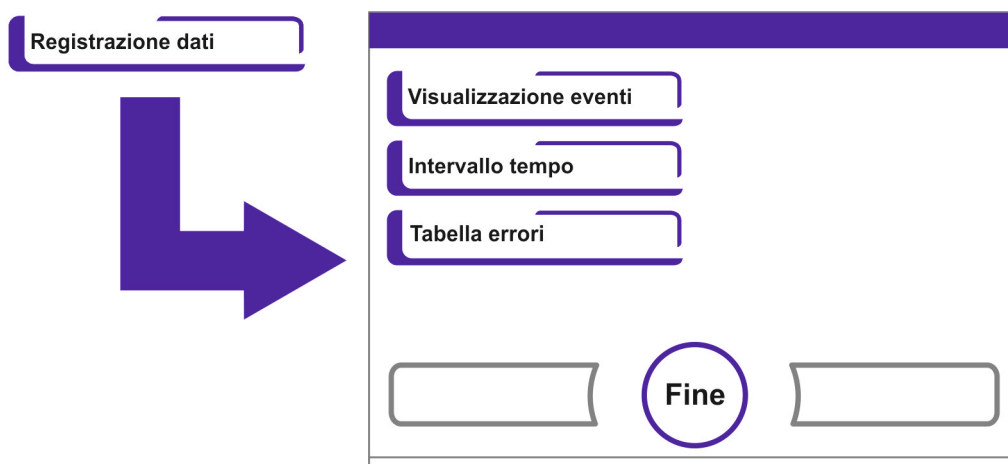 Registrazione dati
Visualizzazione eventi
Intervallo tempo
Tabella errori
Fine